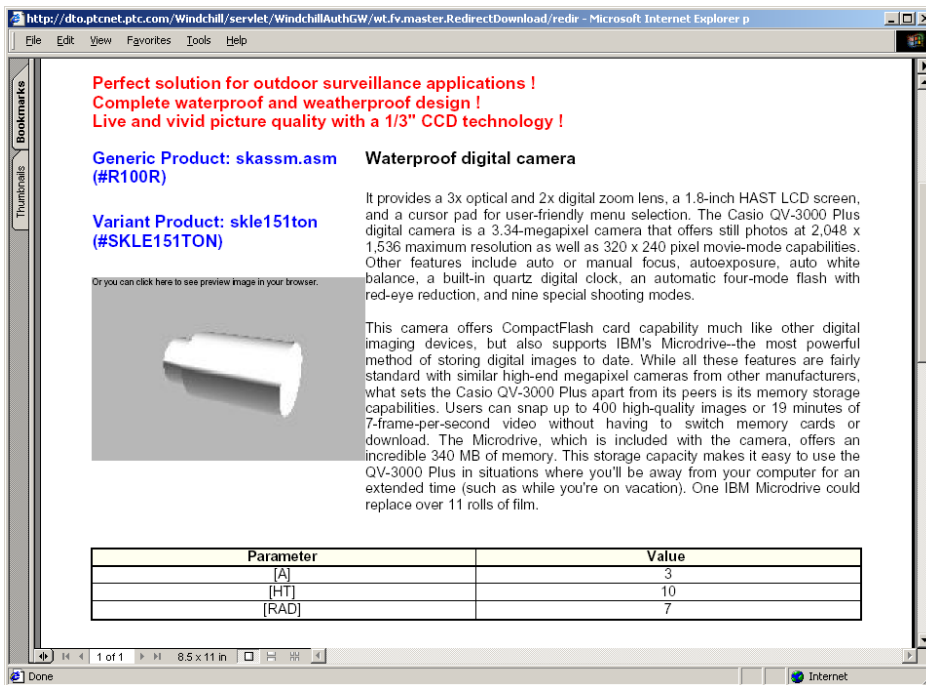 http://dto.ptcnet.ptc.com/Windchill/servlet/WindchillAuthGW/wt.fv.master.RedirectDownload/redir - Microsoft Internet Explorer p
File Edit View Favorites Tools Help
Bookmarks
Thumbnails
Perfect solution for outdoor surveillance applications !
Complete waterproof and weatherproof design !
Live and vivid picture quality with a 1/3" CCD technology !
Generic Product: skassm.asm
(#R100R)
Variant Product: skle151ton
(#SKLE151TON)
Or you can click here to see preview image in your browser.
Waterproof digital camera
It provides a 3x optical and 2x digital zoom lens, a 1.8-inch HAST LCD screen,
and a cursor pad for user-friendly menu selection. The Casio QV-3000 Plus
digital camera is a 3.34-megapixel camera that offers still photos at 2,048 x
1,536 maximum resolution as well as 320 x 240 pixel movie-mode capabilities.
Other features include auto or manual focus, autoexposure, auto white
balance, a built-in quartz digital clock, an automatic four-mode flash with
red-eye reduction, and nine special shooting modes.
This camera offers CompactFlash card capability much like other digital
imaging devices, but also supports IBM's Microdrive--the most powerful
method of storing digital images to date. While all these features are fairly
standard with similar high-end megapixel cameras from other manufacturers,
what sets the Casio QV-3000 Plus apart from its peers is its memory storage
capabilities. Users can snap up to 400 high-quality images or 19 minutes of
7-frame-per-second video without having to switch memory cards or
download. The Microdrive, which is included with the camera, offers an
incredible 340 MB of memory. This storage capacity makes it easy to use the
QV-3000 Plus in situations where you'll be away from your computer for an
extended time (such as while you're on vacation). One IBM Microdrive could
replace over 11 rolls of film.
Parameter Value
[A] 3
[HT] 10
[RAD] 7
1 of 1 8.5 x 11 in
Done Internet